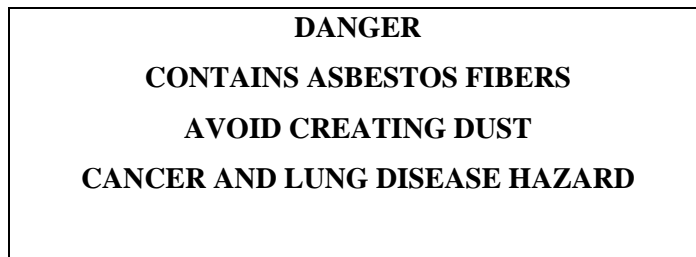 DANGER
CONTAINS ASBESTOS FIBERS
AVOID CREATING DUST
CANCER AND LUNG DISEASE HAZARD